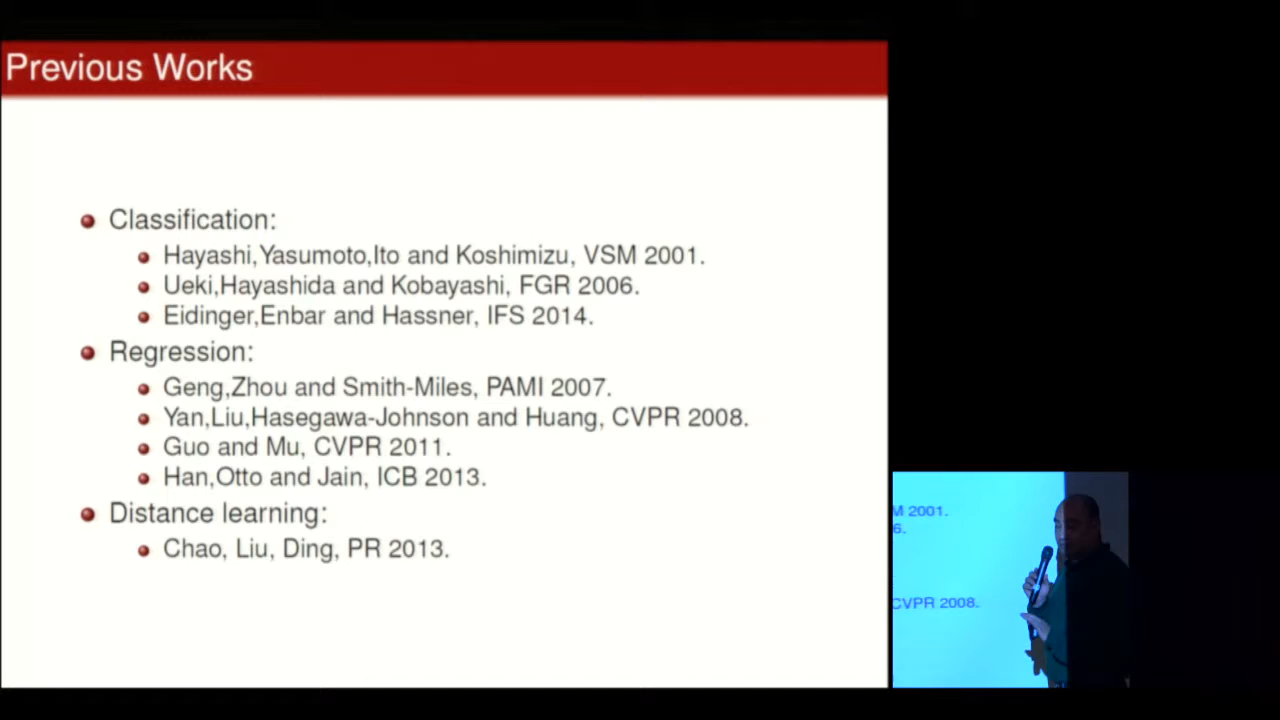 Previous Works
Classification:
Hayashi,Yasumoto,Ito and Koshimizu, VSM 2001.
Ueki,Hayashida and Kobayashi, FGR 2006.
Eidinger,Enbar and Hassner, IFS 2014.
Regression:
Geng,Zhou and Smith-Miles, PAMI 2007.
Yan,Liu,Hasegawa-Johnson and Huang, CVPR 2008.
Guo and Mu, CVPR 2011.
Han,Otto and Jain, ICB 2013.
Distance learning:
Chao, Liu, Ding, PR 2013.
M 2001.
6.
CVPR 2008.